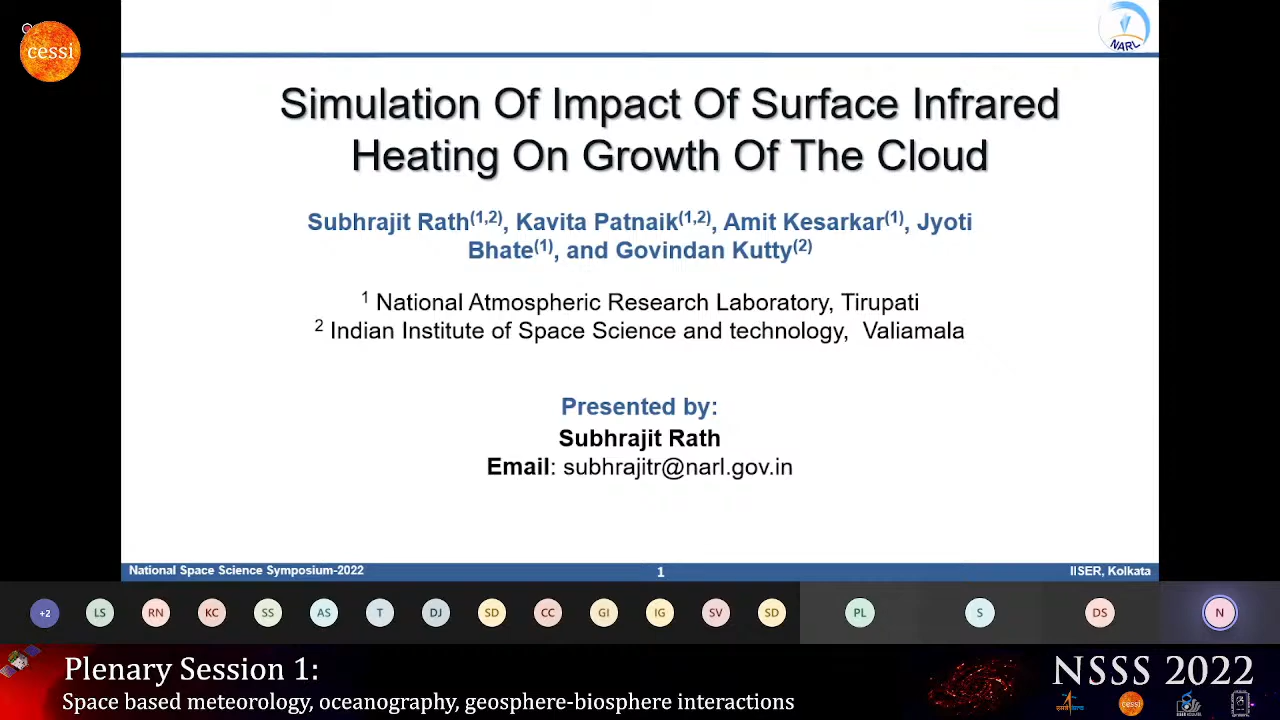 cessi
NARL
Simulation Of Impact Of Surface Infrared
Heating On Growth Of The Cloud
Subhrajit Rath(1,2), Kavita Patnaik(1,2), Amit Kesarkar(1), Jyoti
Bhate(1), and Govindan Kutty(2)
1 National Atmospheric Research Laboratory, Tirupati
2 Indian Institute of Space Science and technology, Valiamala
Presented by:
Subhrajit Rath
Email: subhrajitr@narl.gov.in
National Space Science Symposium-2022 1 IISER, Kolkata
+2 LS RN KC SS AS T DJ SD CC GI IG SV SD PL S DS N
Plenary Session 1:
Space based meteorology, oceanography, geosphere-biosphere interactions
NSSS 2022
cessi